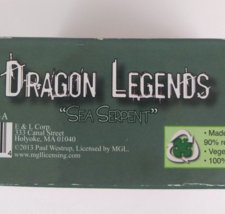 DRAGON LEGENDS
"SEA SERPENT"
A
E & L Corp.
333 Canal Street
Holyoke, MA 01040
©2013 Paul Westrup, Licensed by MGL.
www.mgllicensing.com
• Made
90% re
• Vege
• 100%